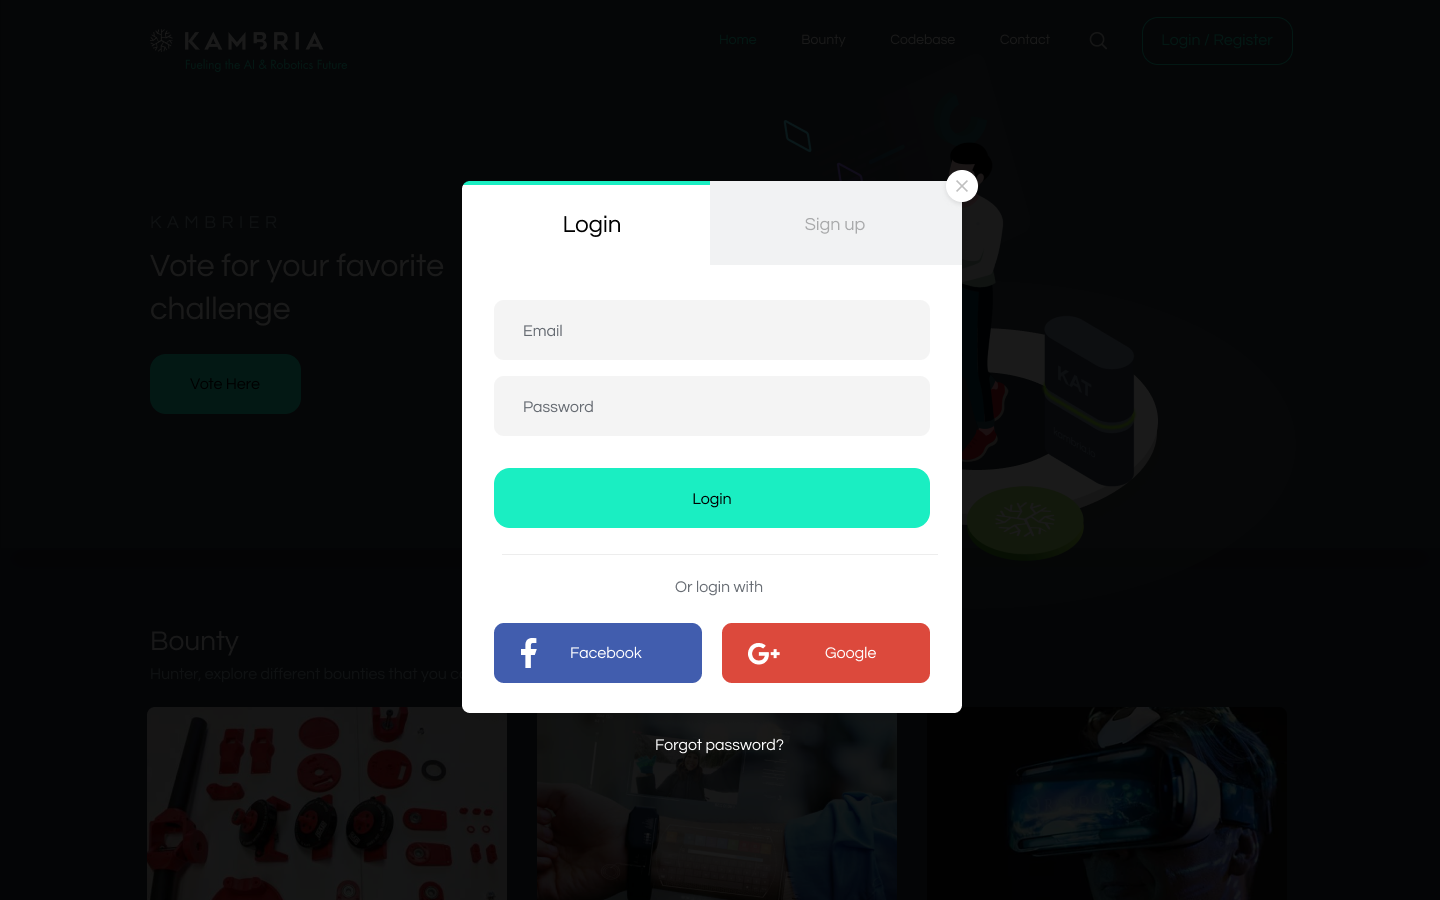 KAMBRIA
Fueling the AI & Robotics Future
Home
Bounty
Codebase
Contact
Login / Register
KAMBRIER
Vote for your favorite
challenge
Vote Here
Login
Sign up
Email
Password
Login
Or login with
Facebook
Google
Forgot password?
KAT
Bounty
Hunter, explore different bounties that you